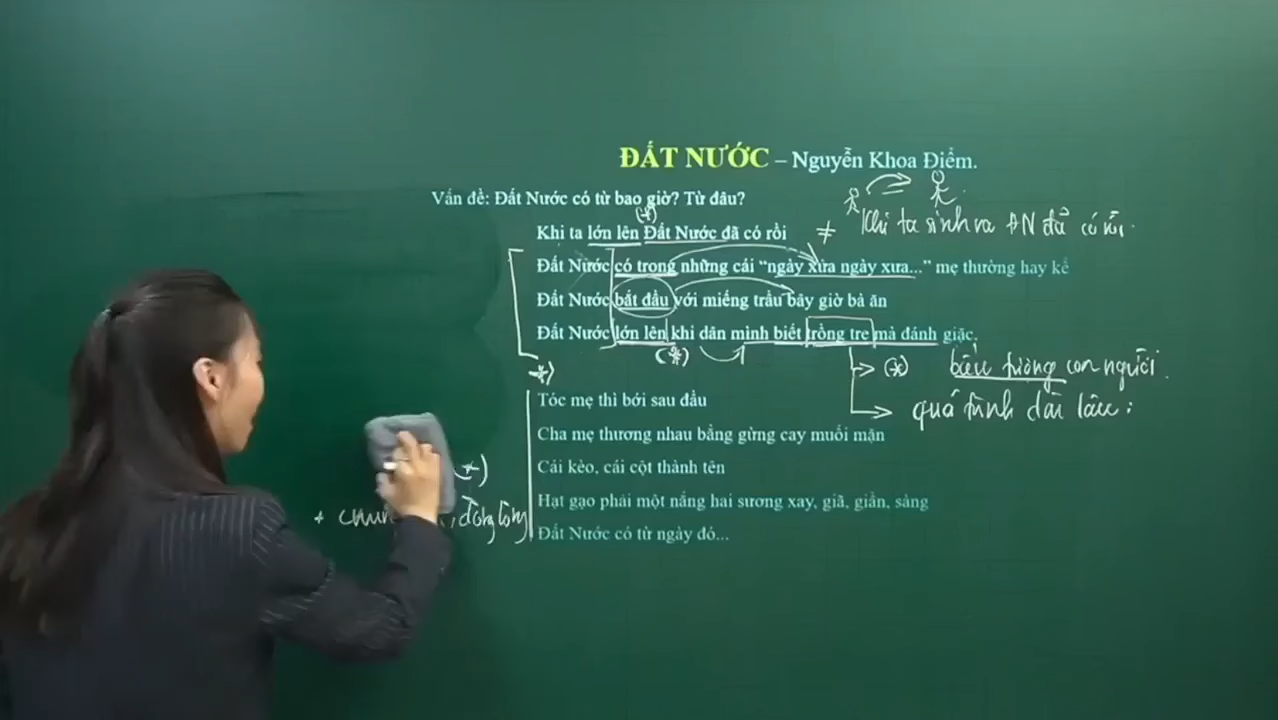 ĐẤT NƯỚC – Nguyễn Khoa Điềm.
Vấn đề: Đất Nước có từ bao giờ? Từ đâu?
(*)
Khi ta lớn lên Đất Nước đã có rồi ≠ Khi ta sinh ra ĐN đã có rồi.
Đất Nước có trong những cái “ngày xửa ngày xưa...” mẹ thường hay kể
Đất Nước bắt đầu với miếng trầu bây giờ bà ăn
Đất Nước lớn lên khi dân mình biết trồng tre mà đánh giặc.
(*)
(*) biểu tượng con người.
quá trình dài lâu:
Tóc mẹ thì bới sau đầu
Cha mẹ thương nhau bằng gừng cay muối mặn
Cái kèo, cái cột thành tên
Hạt gạo phải một nắng hai sương xay, giã, giần, sàng
+ chun , đồng lòng
Đất Nước có từ ngày đó...